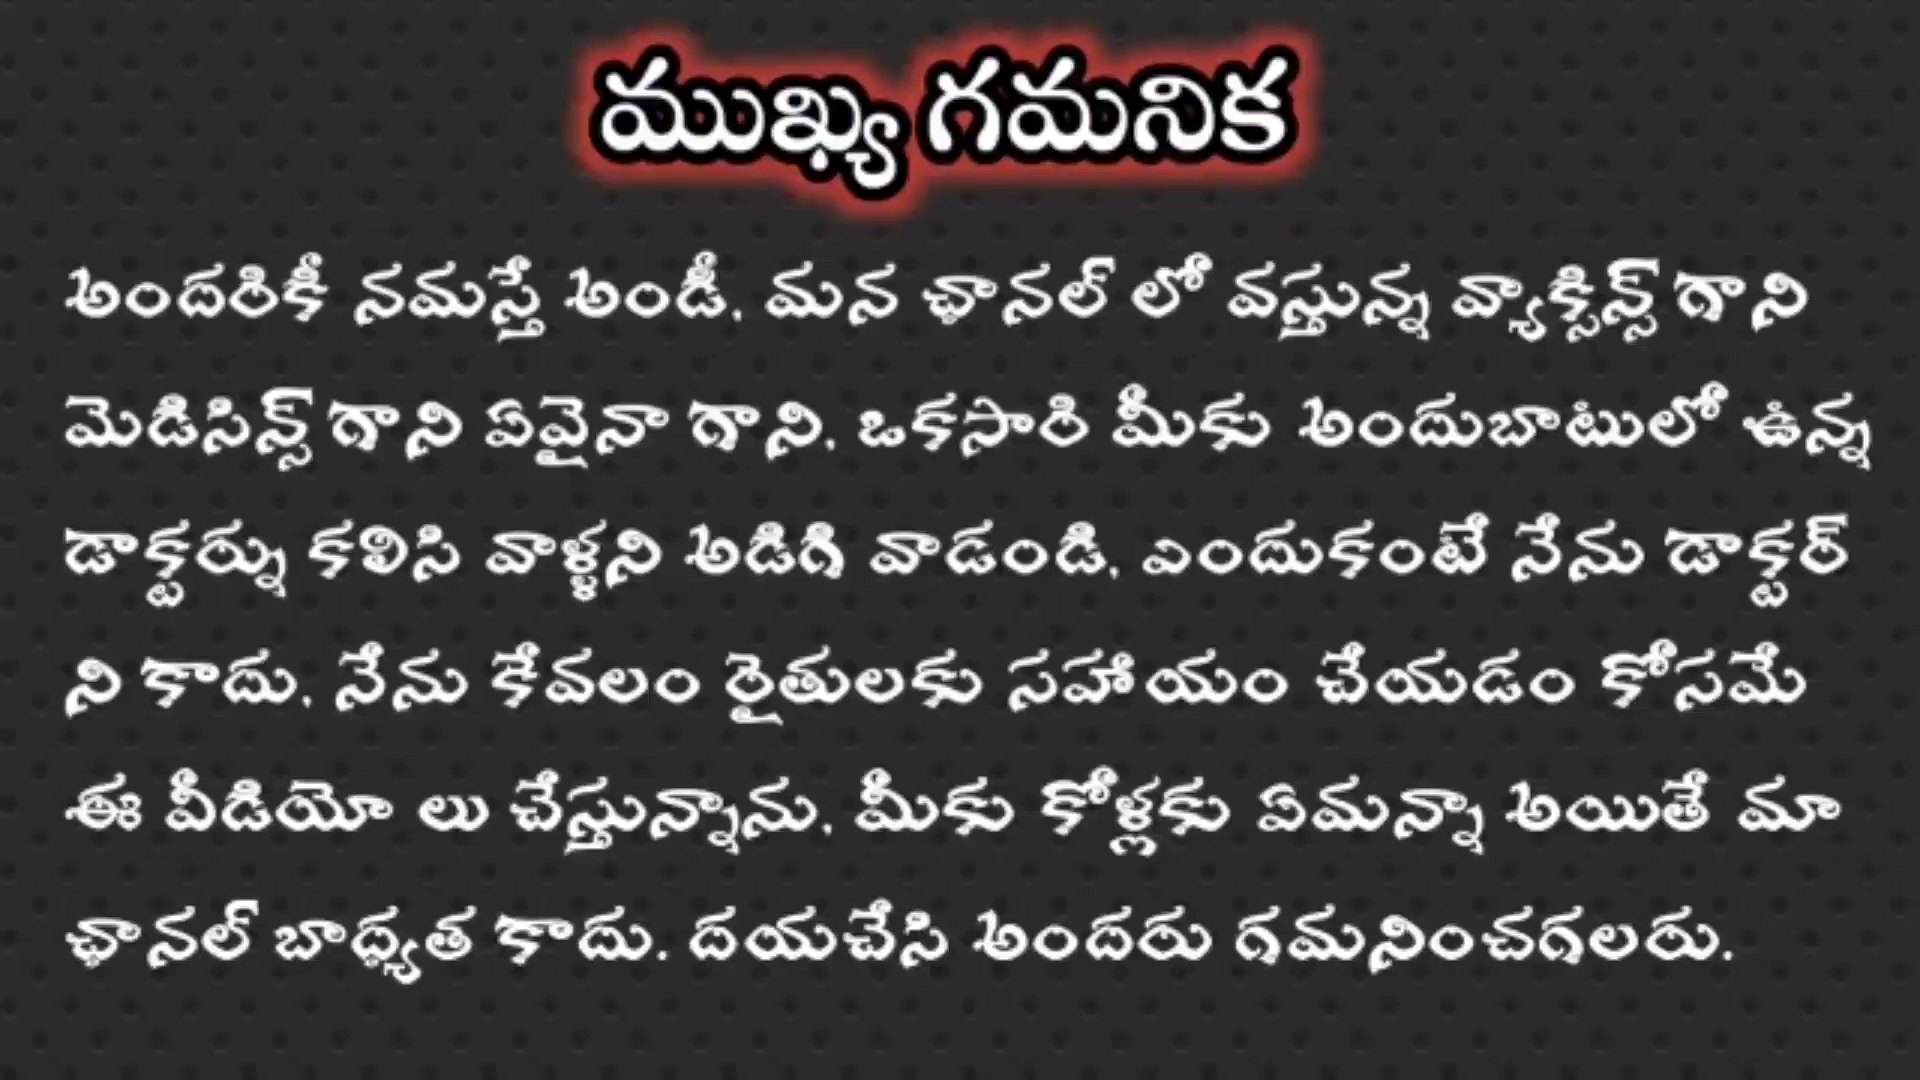 ముఖ్య గమనిక
అందరికీ నమస్తే అండీ. మన ఛానల్ లో వస్తున్న వ్యాక్సిన్స్ గాని
మెడిసిన్స్ గాని ఏవైనా గాని. ఒకసారి మీకు అందుబాటులో ఉన్న
డాక్టర్ను కలిసి వాళ్ళని అడిగి వాడండి. ఎందుకంటే నేను డాక్టర్
ని కాదు. నేను కేవలం రైతులకు సహాయం చేయడం కోసమే
ఈ వీడియో లు చేస్తున్నాను. మీకు కోళ్లకు ఏమన్నా అయితే మా
ఛానల్ బాధ్యత కాదు. దయచేసి అందరు గమనించగలరు.